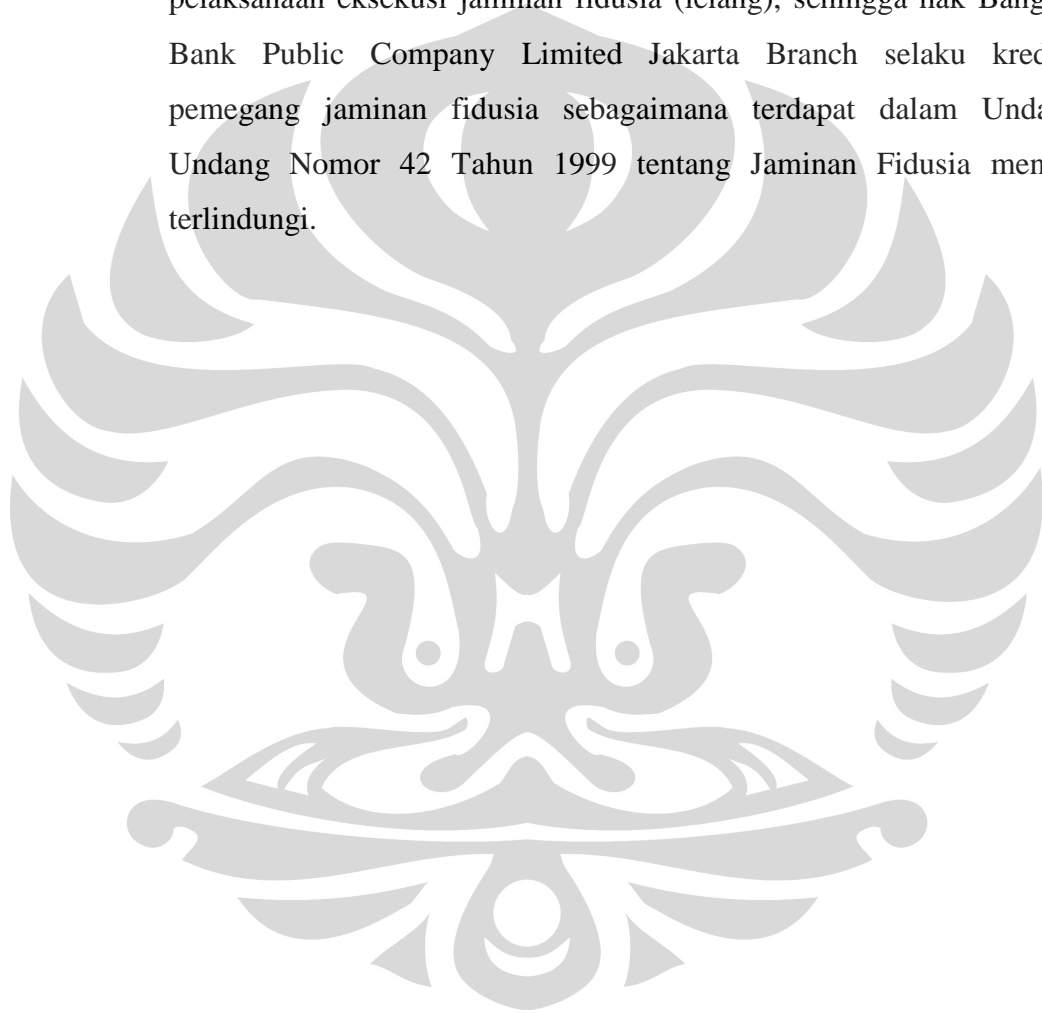 pelaksanaan eksekusi jaminan fidusia (lelang), sehingga hak Bang
Bank Public Company Limited Jakarta Branch selaku kred
pemegang jaminan fidusia sebagaimana terdapat dalam Unda
Undang Nomor 42 Tahun 1999 tentang Jaminan Fidusia men
terlindungi.